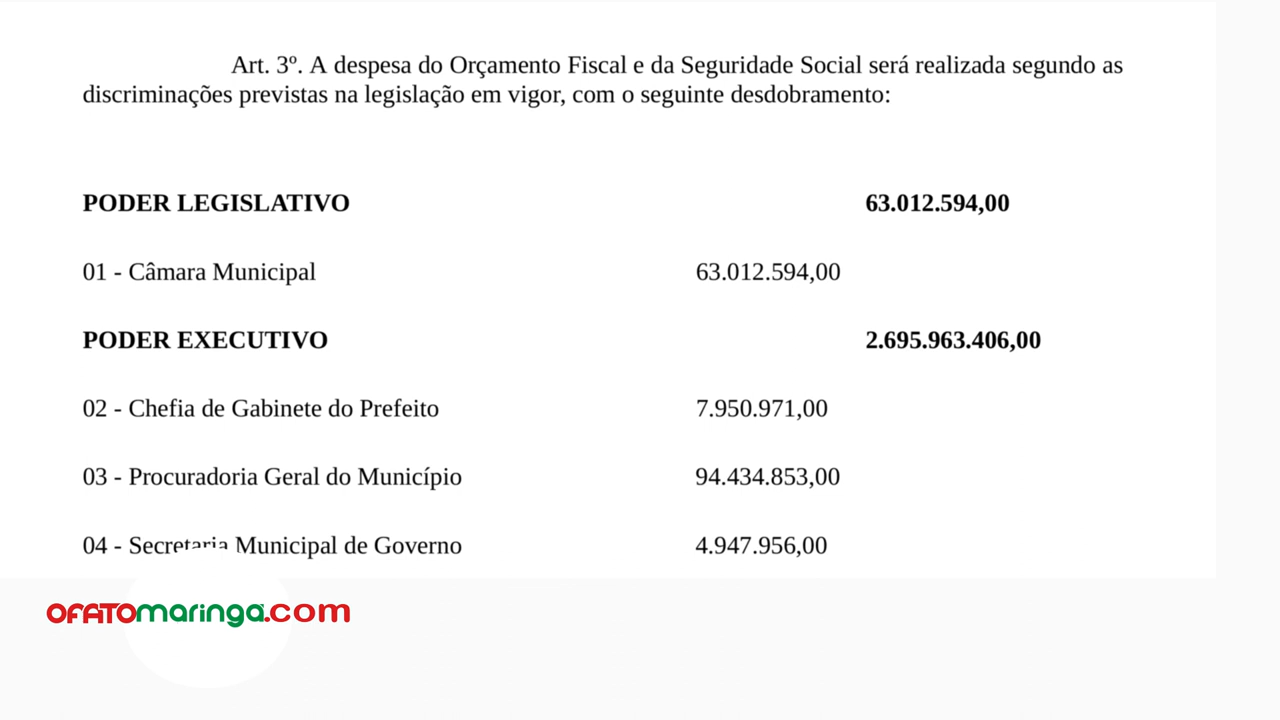 Art. 3º. A despesa do Orçamento Fiscal e da Seguridade Social será realizada segundo as
discriminações previstas na legislação em vigor, com o seguinte desdobramento:
PODER LEGISLATIVO 63.012.594,00
01 - Câmara Municipal 63.012.594,00
PODER EXECUTIVO 2.695.963.406,00
02 - Chefia de Gabinete do Prefeito 7.950.971,00
03 - Procuradoria Geral do Município 94.434.853,00
04 - Secretaria Municipal de Governo 4.947.956,00
OFATOmaringa.com